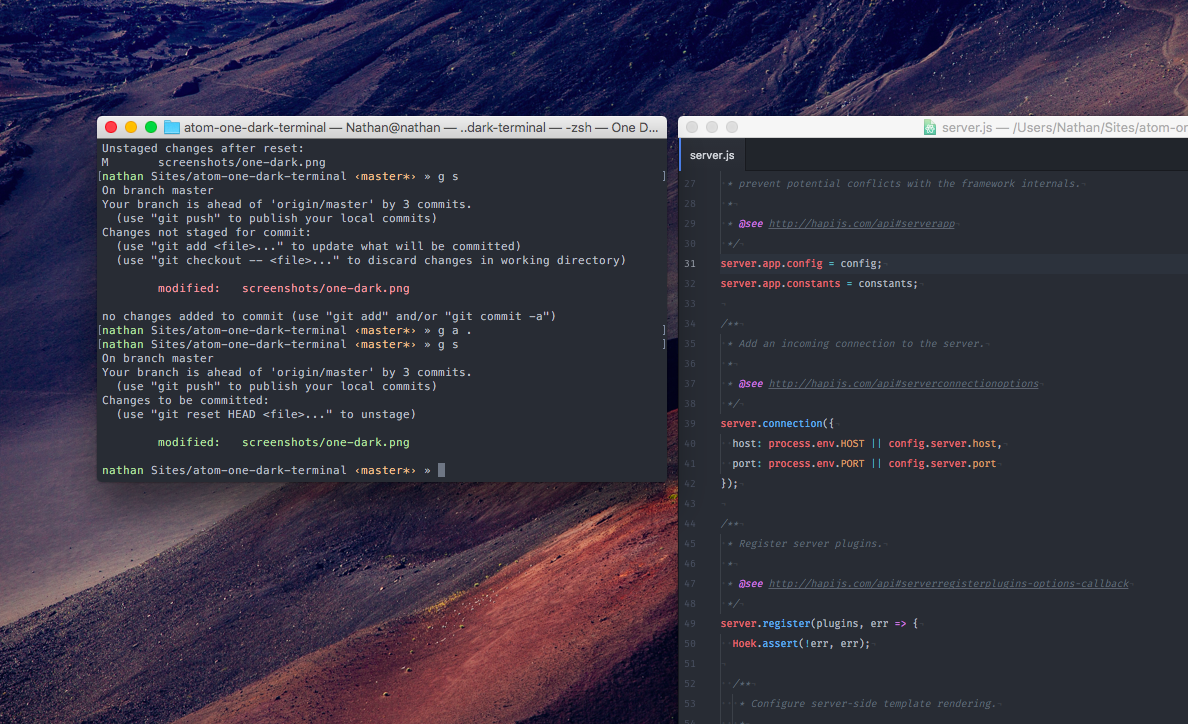 atom-one-dark-terminal — Nathan@nathan — ..dark-terminal — -zsh — One D...
Unstaged changes after reset:
M       screenshots/one-dark.png
[nathan Sites/atom-one-dark-terminal ‹master*› » g s ]
On branch master
Your branch is ahead of 'origin/master' by 3 commits.
  (use "git push" to publish your local commits)
Changes not staged for commit:
  (use "git add <file>..." to update what will be committed)
  (use "git checkout -- <file>..." to discard changes in working directory)
        modified:   screenshots/one-dark.png
no changes added to commit (use "git add" and/or "git commit -a")
[nathan Sites/atom-one-dark-terminal ‹master*› » g a . ]
[nathan Sites/atom-one-dark-terminal ‹master*› » g s ]
On branch master
Your branch is ahead of 'origin/master' by 3 commits.
  (use "git push" to publish your local commits)
Changes to be committed:
  (use "git reset HEAD <file>..." to unstage)
        modified:   screenshots/one-dark.png
nathan Sites/atom-one-dark-terminal ‹master*› »
server.js — /Users/Nathan/Sites/atom-or
server.js
27 * prevent potential conflicts with the framework internals.
28 *
29 * @see http://hapijs.com/api#serverapp
30 */
31 server.app.config = config;
32 server.app.constants = constants;
33
34 /**
35 * Add an incoming connection to the server.
36 *
37 * @see http://hapijs.com/api#serverconnectionoptions
38 */
39 server.connection({
40   host: process.env.HOST || config.server.host,
41   port: process.env.PORT || config.server.port
42 });
43
44 /**
45 * Register server plugins.
46 *
47 * @see http://hapijs.com/api#serverregisterplugins-options-callback
48 */
49 server.register(plugins, err => {
50   Hoek.assert(!err, err);
51
52   /**
53   * Configure server-side template rendering.